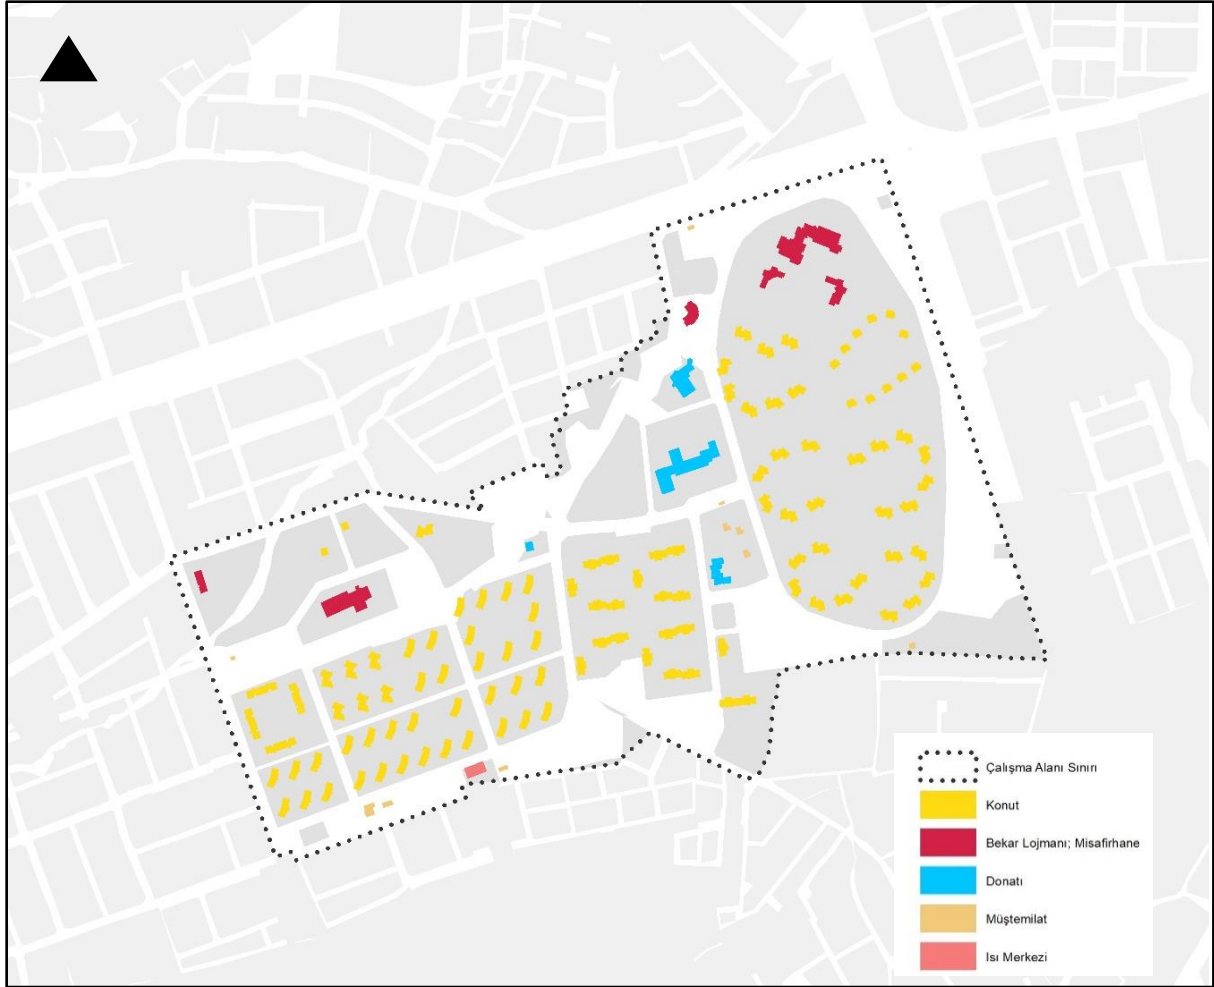 Çalışma Alanı Sınırı
Konut
Bekar Lojmanı; Misafirhane
Donatı
Müştemilat
Isı Merkezi